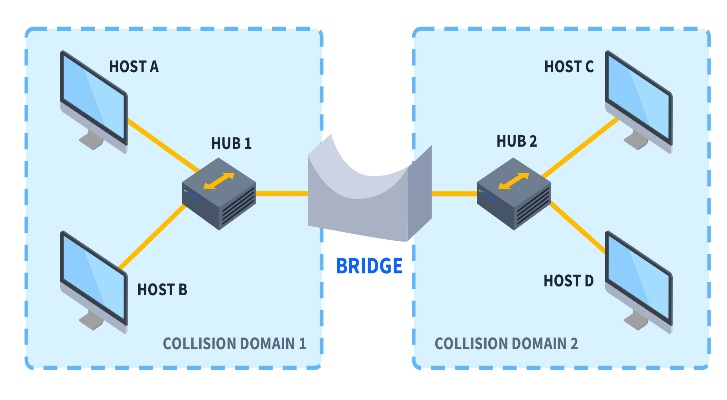 HOST A
HOST C
HUB 1
HUB 2
BRIDGE
HOST B
HOST D
COLLISION DOMAIN 1
COLLISION DOMAIN 2